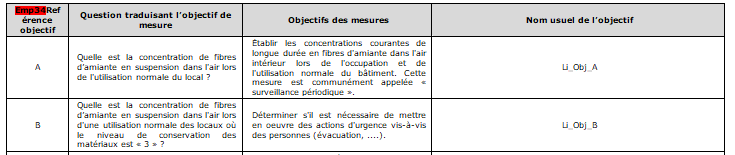 Emp34Réf
érence
objectif
Question traduisant l'objectif de
mesure
Objectifs des mesures
Nom usuel de l'objectif
A
Quelle est la concentration de fibres
d'amiante en suspension dans l'air lors
de l'utilisation normale du local ?
Établir les concentrations courantes de
longue durée en fibres d'amiante dans l'air
intérieur lors de l'occupation et de
l'utilisation normale du bâtiment. Cette
mesure est communément appelée «
surveillance périodique ».
Li_Obj_A
B
Quelle est la concentration de fibres
d'amiante en suspension dans l'air lors
d'une utilisation normale des locaux où
le niveau de conservation des
matériaux est « 3 » ?
Déterminer s'il est nécessaire de mettre
en oeuvre des actions d'urgence vis-à-vis
des personnes (évacuation, ....).
Li_Obj_B